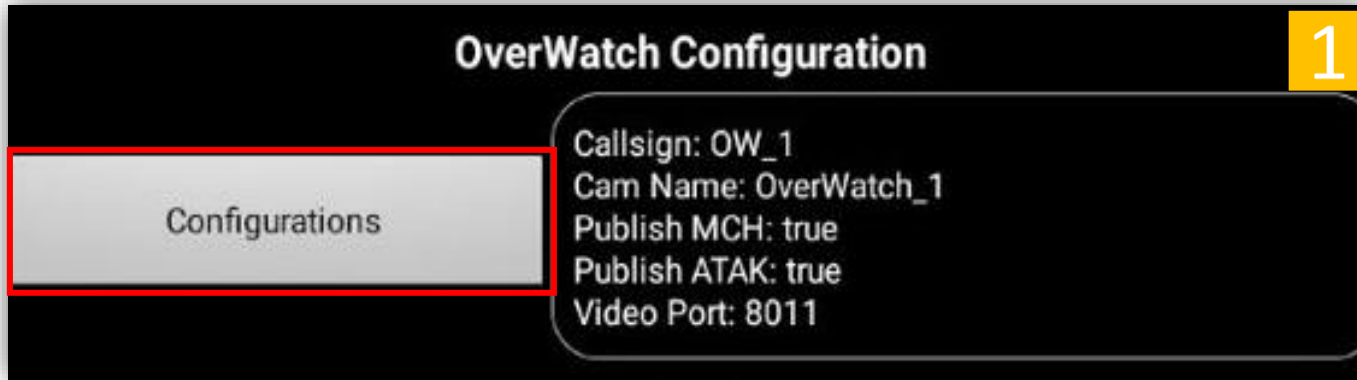 OverWatch Configuration
1
Configurations
Callsign: OW_1
Cam Name: OverWatch_1
Publish MCH: true
Publish ATAK: true
Video Port: 8011